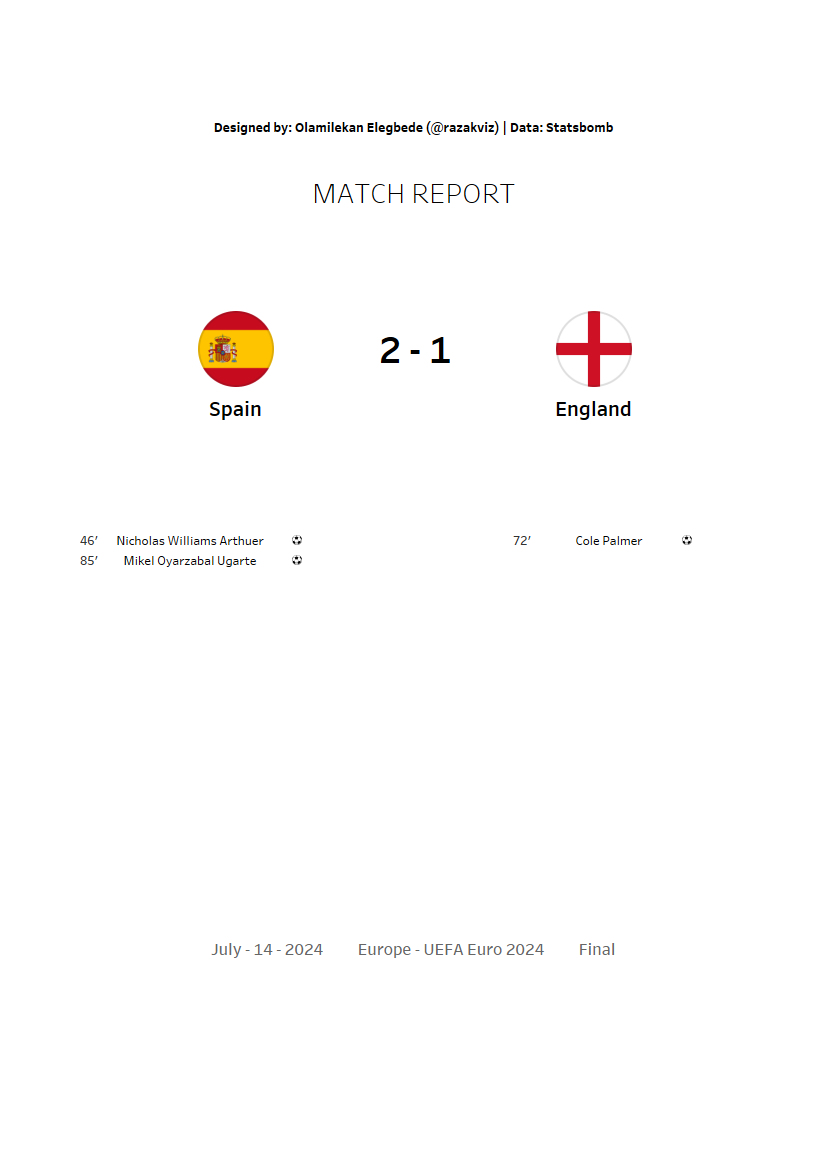 Designed by: Olamilekan Elegbede (@razakviz) | Data: Statsbomb
MATCH REPORT
2 - 1
Spain
England
46’ Nicholas Williams Arthuer
85’ Mikel Oyarzabal Ugarte
72’ Cole Palmer
July - 14 - 2024 Europe - UEFA Euro 2024 Final